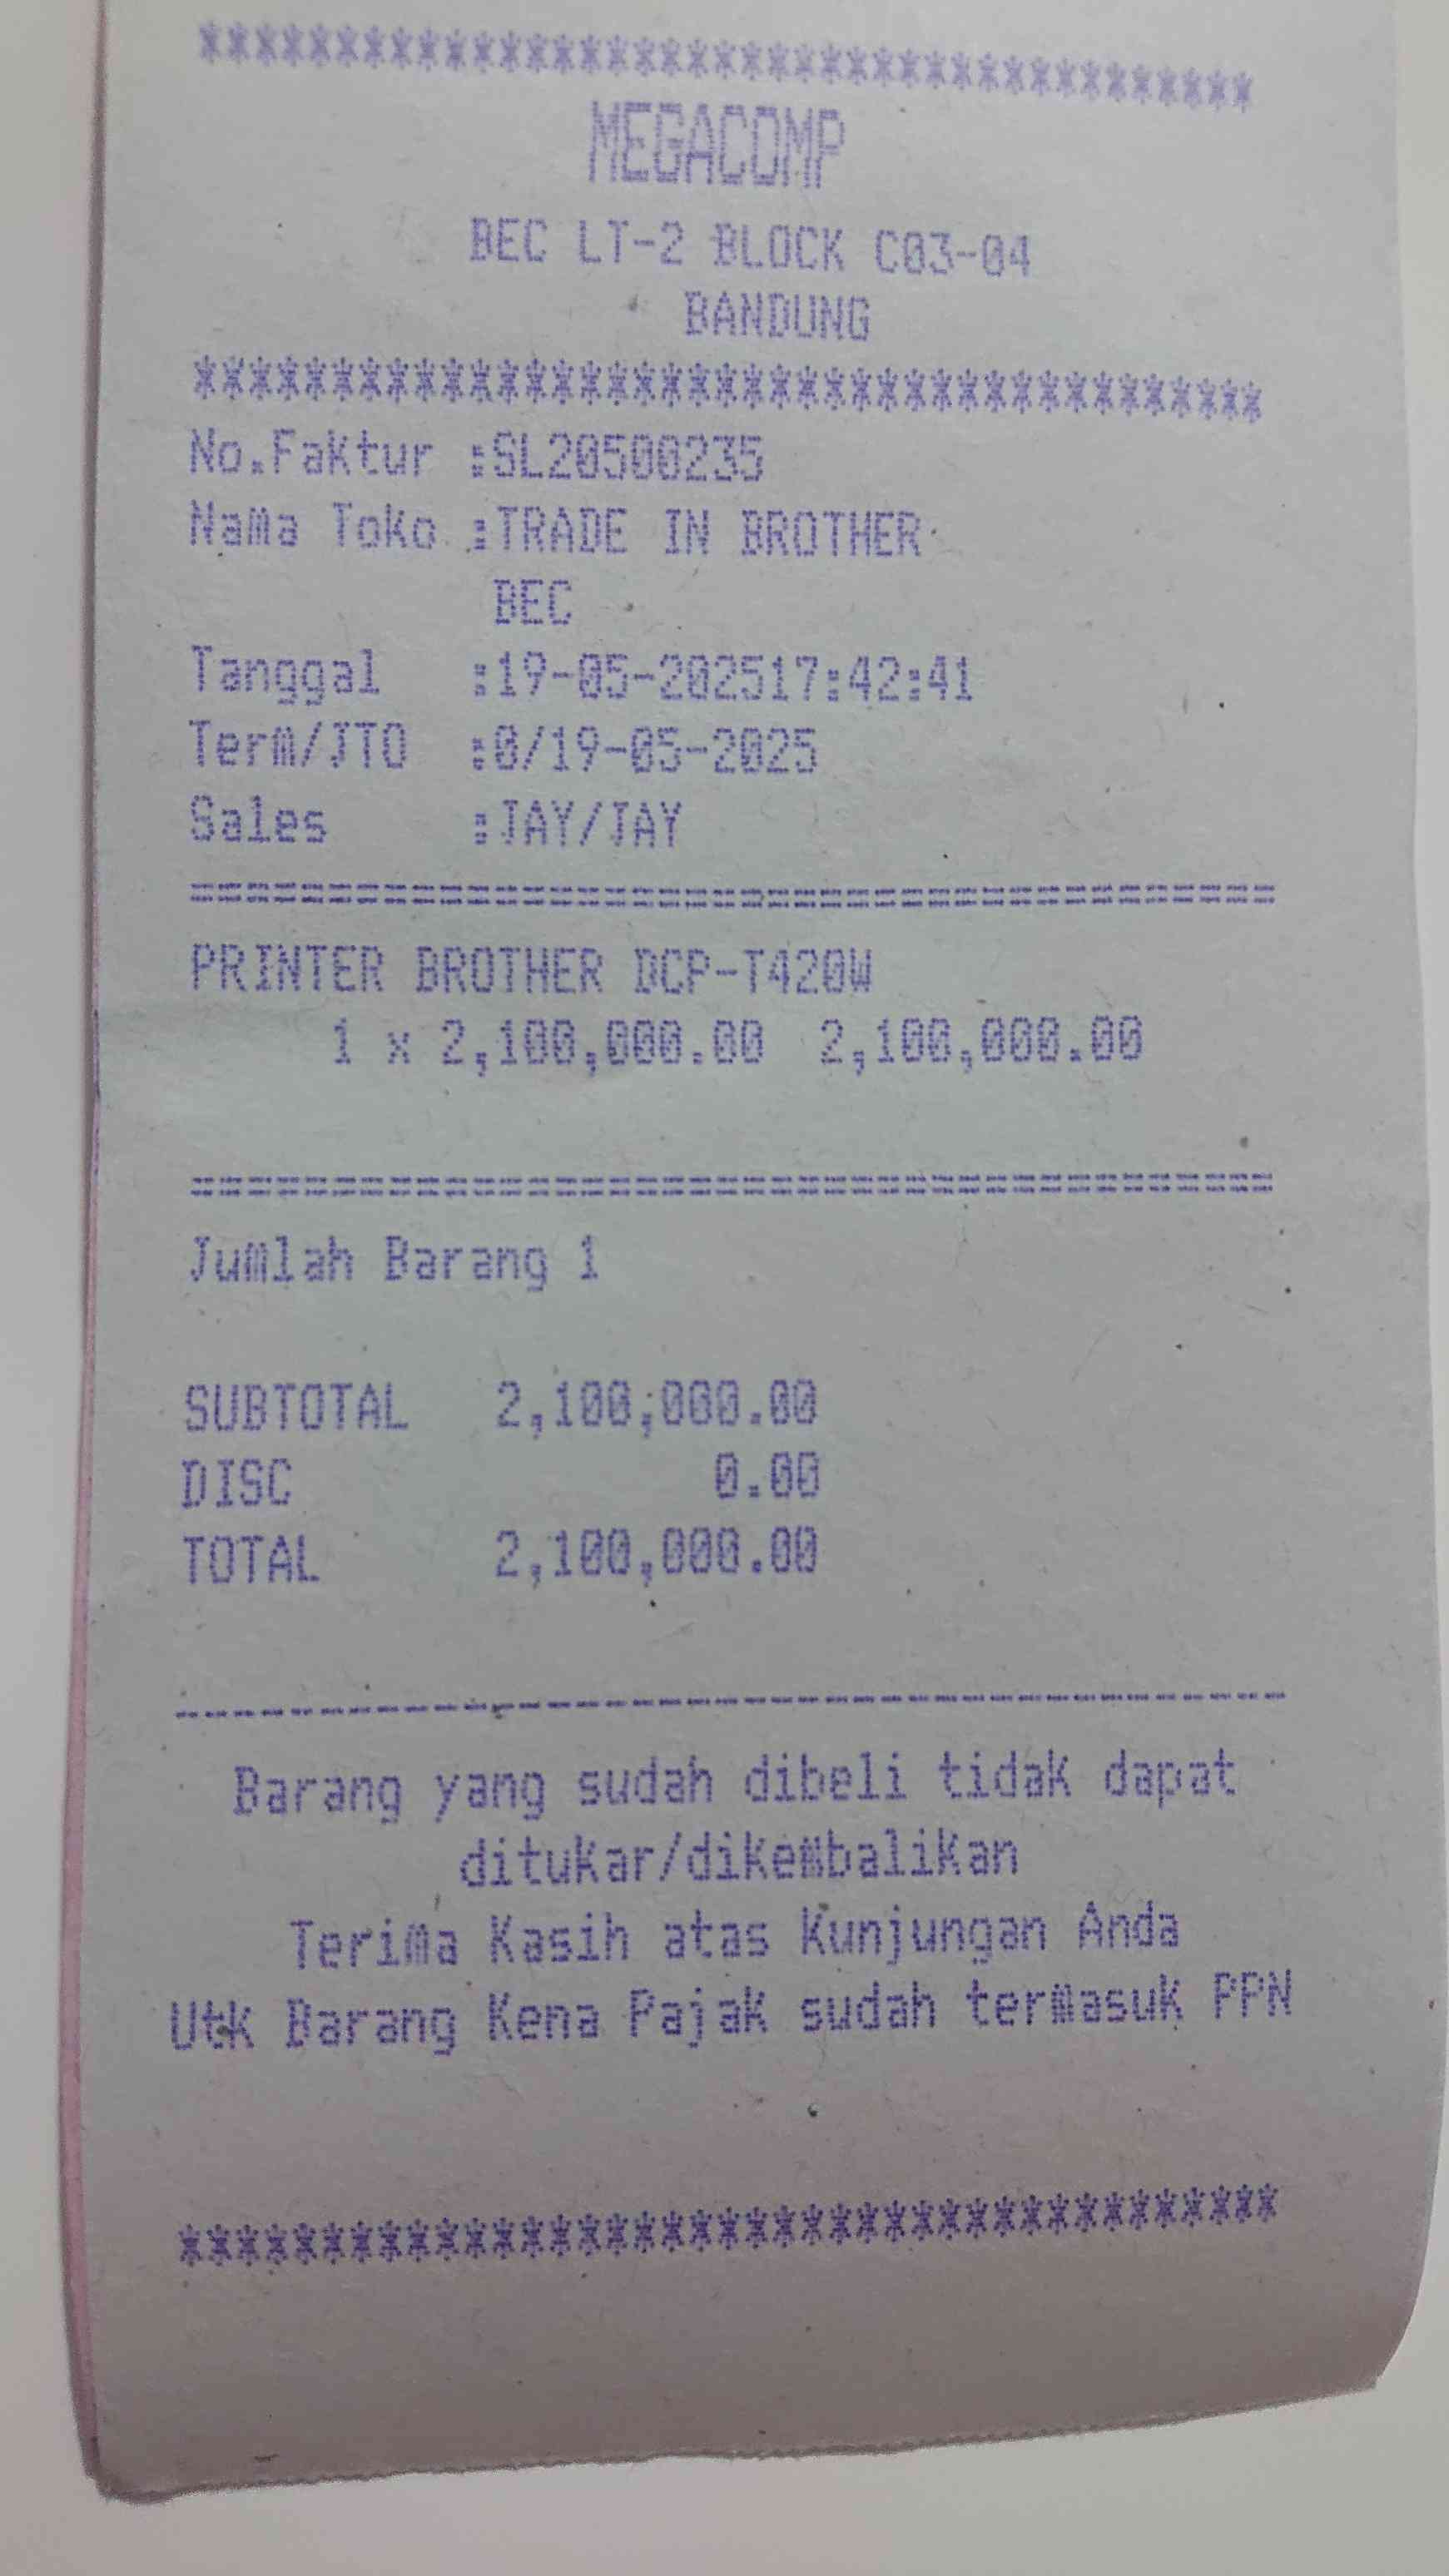 ***************************************
MEGACOMP
BEC LT-2 BLOCK C03-04
BANDUNG
***************************************
No.Faktur :SL20500235
Nama Toko :TRADE IN BROTHER
BEC
Tanggal :19-05-202517:42:41
Term/JTO :0/19-05-2025
Sales :JAY/JAY
=======================================
PRINTER BROTHER DCP-T420W
1 x 2,100,000.00 2,100,000.00
=======================================
Jumlah Barang 1
SUBTOTAL 2,100,000.00
DISC 0.00
TOTAL 2,100,000.00
---------------------------------------
Barang yang sudah dibeli tidak dapat
ditukar/dikembalikan
Terima Kasih atas Kunjungan Anda
Utk Barang Kena Pajak sudah termasuk PPN
***************************************